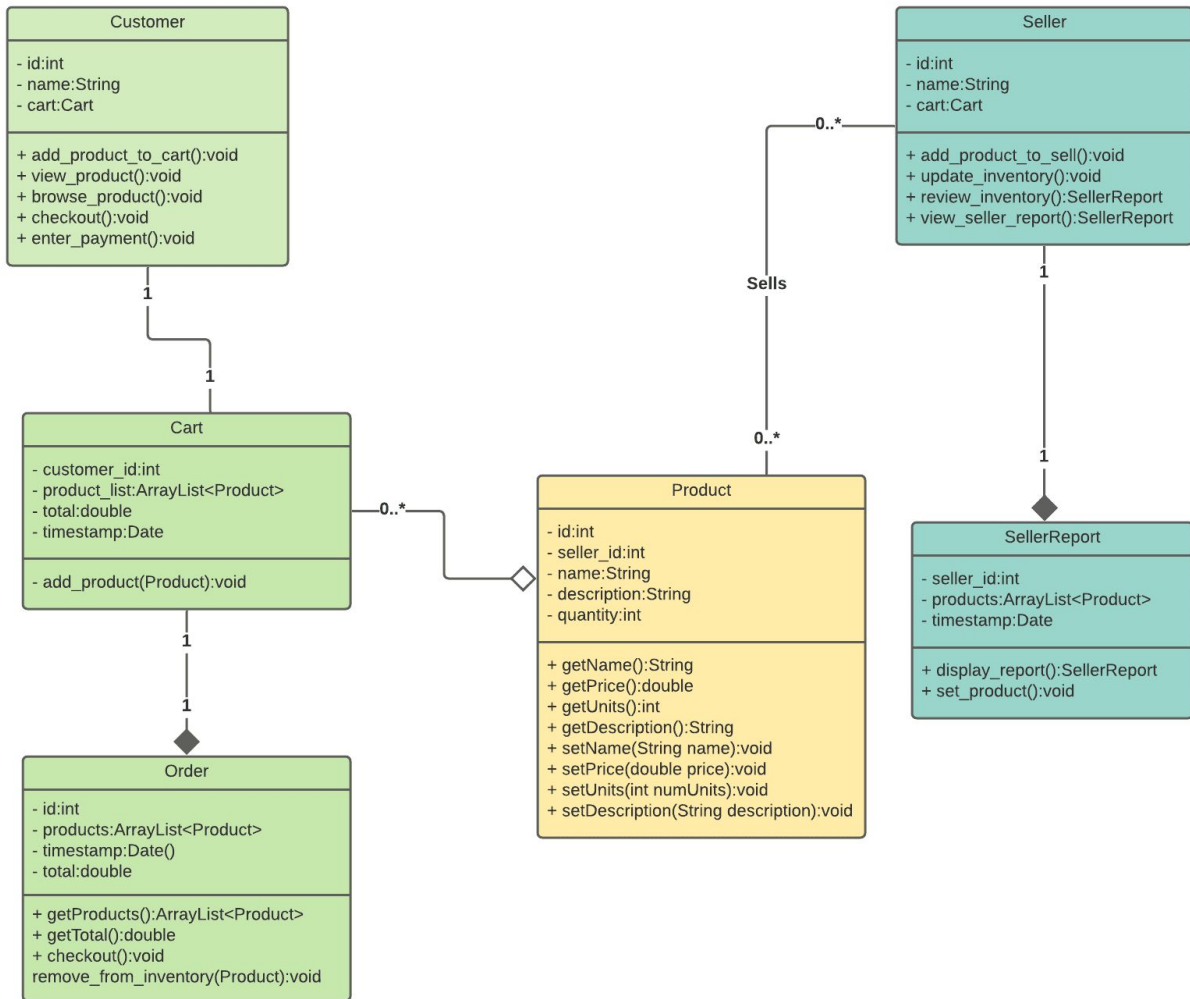 Customer
- id:int
- name:String
- cart:Cart
+ add_product_to_cart():void
+ view_product():void
+ browse_product():void
+ checkout():void
+ enter_payment():void
1
1
Cart
- customer_id:int
- product_list:ArrayList<Product>
- total:double
- timestamp:Date
- add_product(Product):void
0..*
1
1
Order
- id:int
- products:ArrayList<Product>
- timestamp:Date()
- total:double
+ getProducts():ArrayList<Product>
+ getTotal():double
+ checkout():void
remove_from_inventory(Product):void
0..*
Sells
0..*
Product
- id:int
- seller_id:int
- name:String
- description:String
- quantity:int
+ getName():String
+ getPrice():double
+ getUnits():int
+ getDescription():String
+ setName(String name):void
+ setPrice(double price):void
+ setUnits(int numUnits):void
+ setDescription(String description):void
Seller
- id:int
- name:String
- cart:Cart
+ add_product_to_sell():void
+ update_inventory():void
+ review_inventory():SellerReport
+ view_seller_report():SellerReport
1
1
SellerReport
- seller_id:int
- products:ArrayList<Product>
- timestamp:Date
+ display_report():SellerReport
+ set_product():void